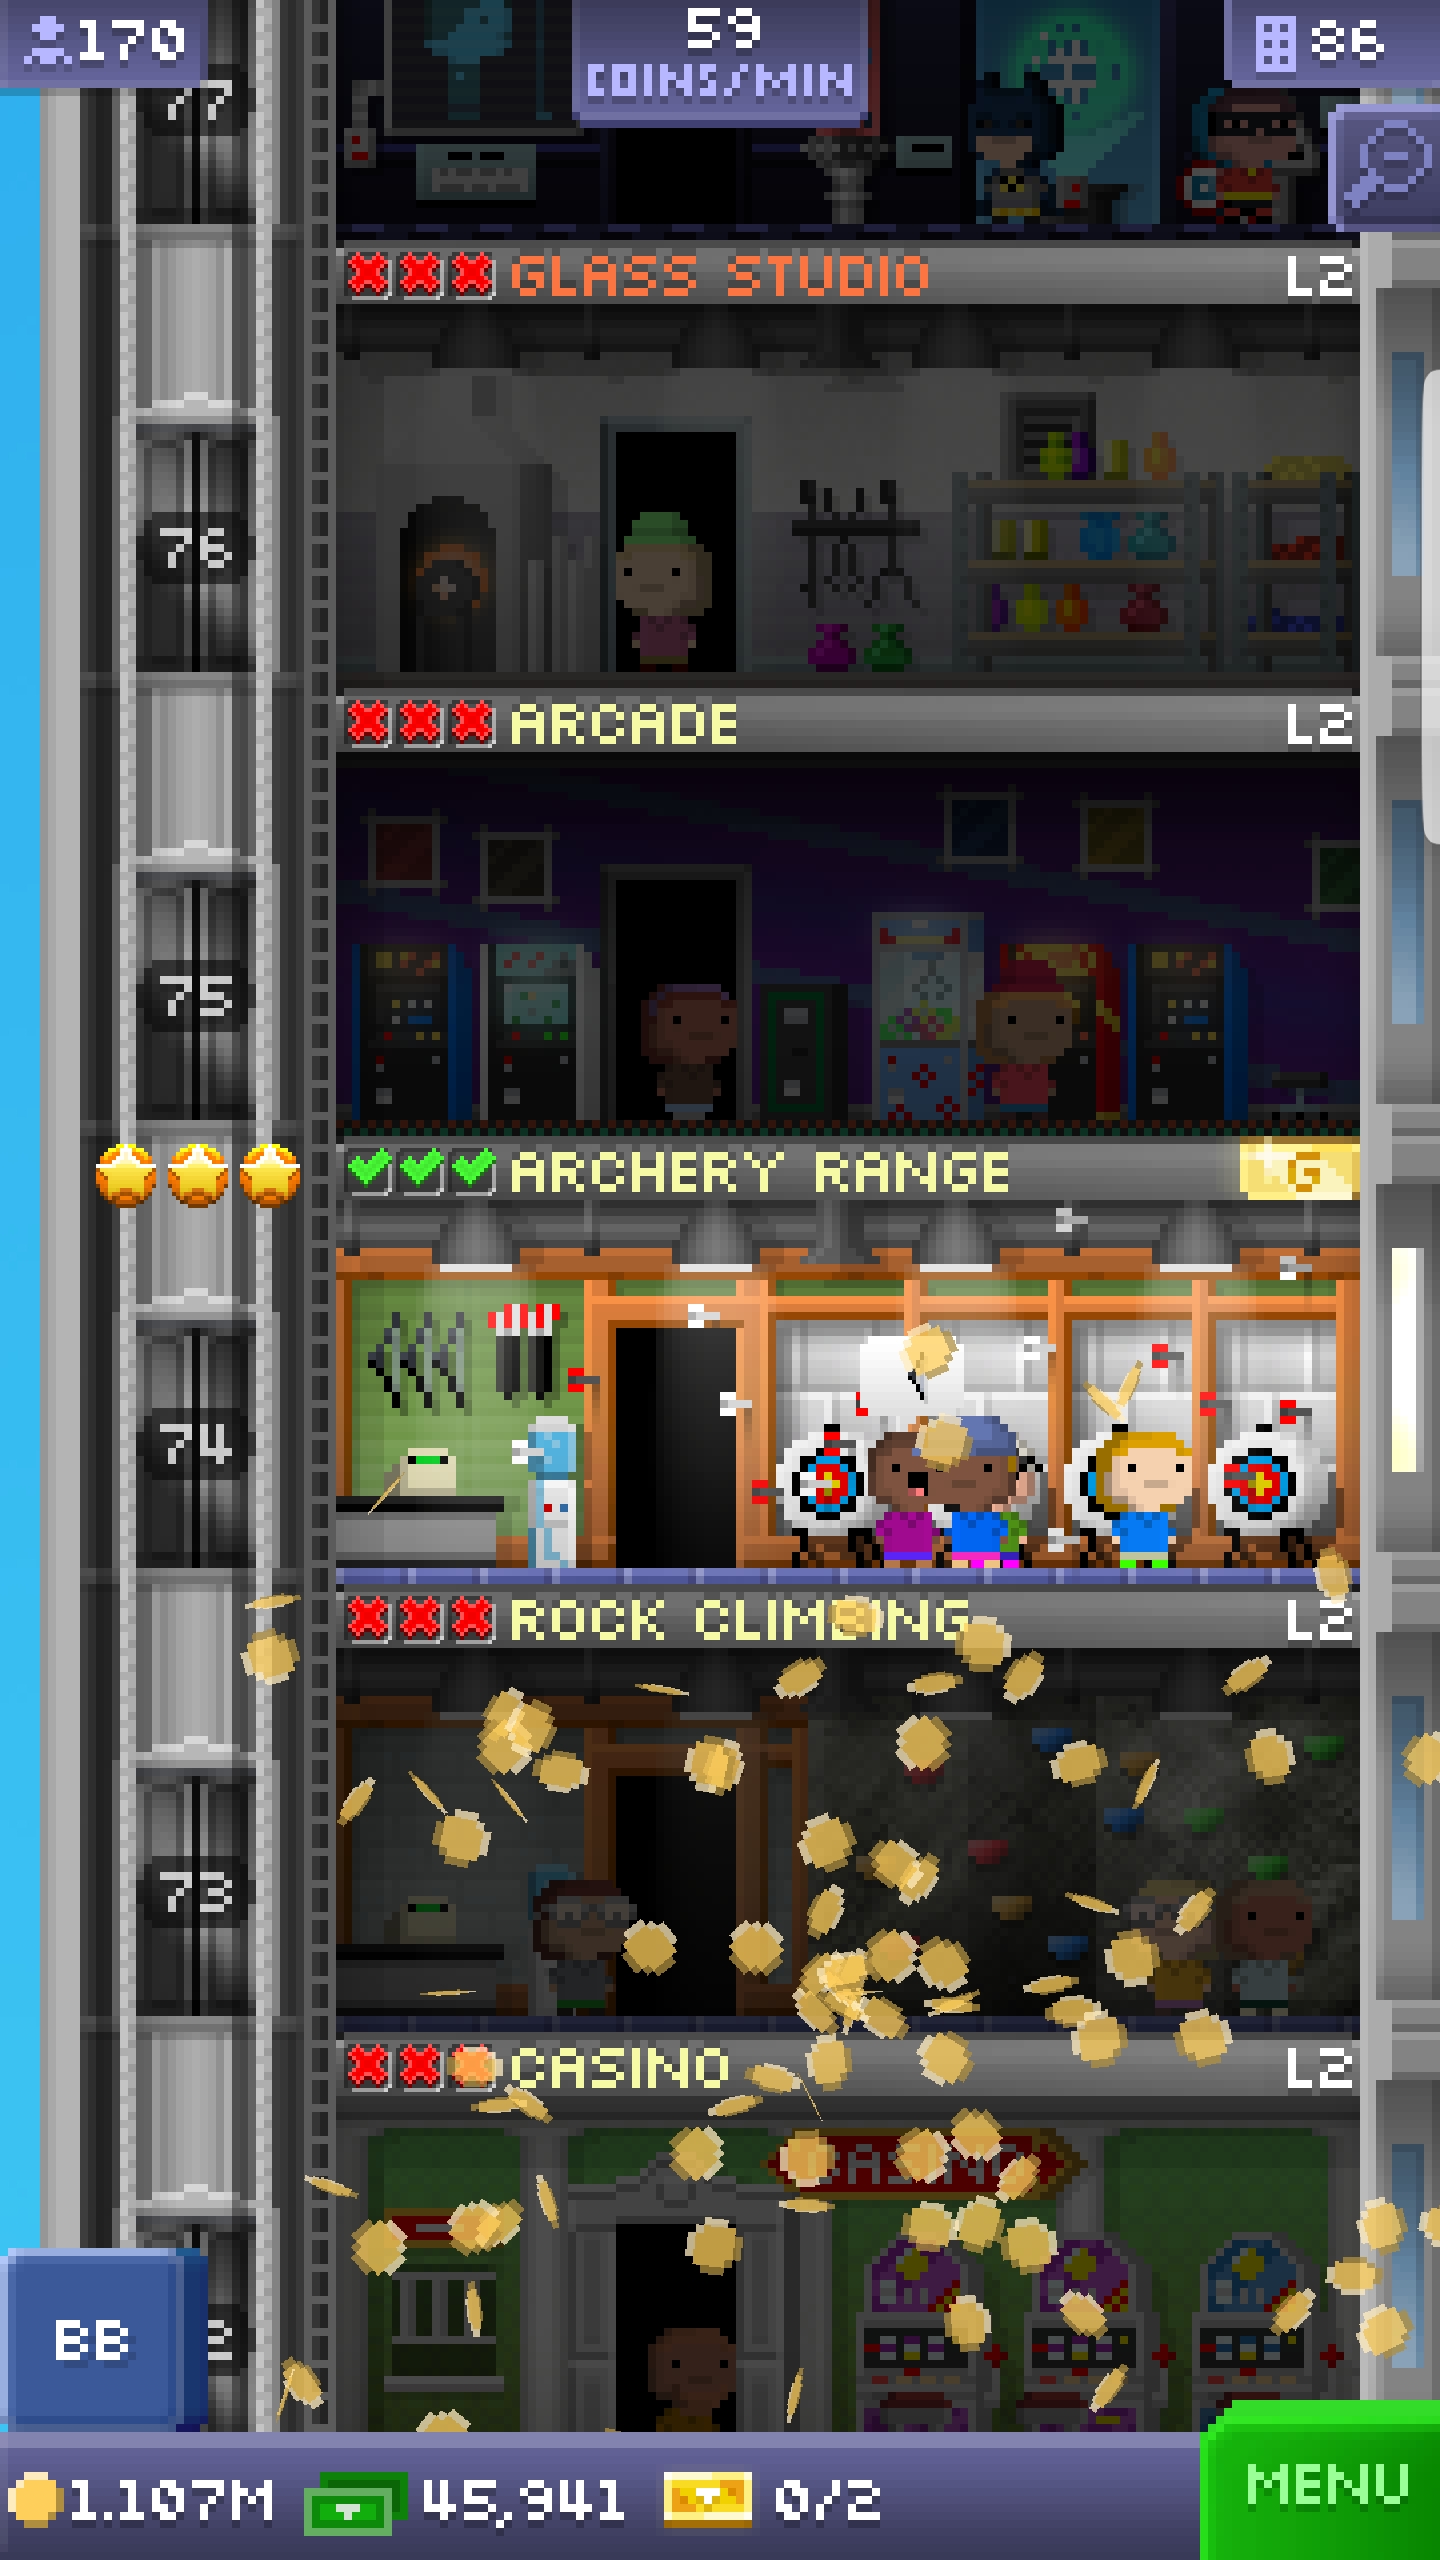 170
59
COINS/MIN
86
77
GLASS STUDIO L2
76
ARCADE L2
75
ARCHERY RANGE G
74
ROCK CLIMBING L2
73
CASINO L2
CASINO
BB
2
1.107M 45,941 0/2
MENU